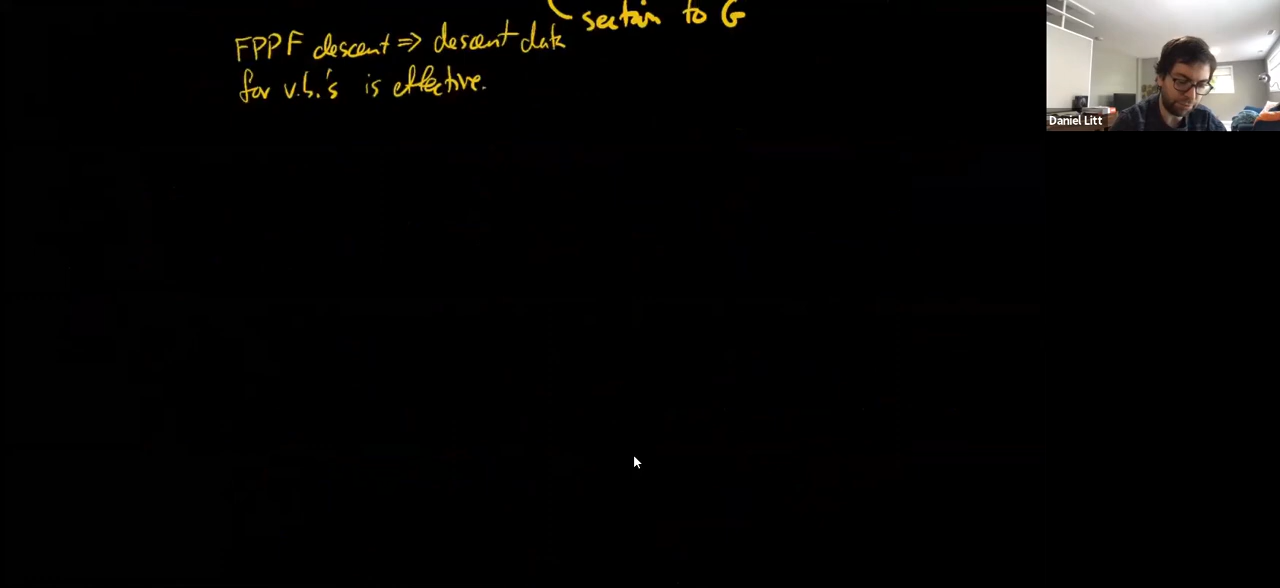 section to G
FPPF descent ⇒ descent data
for v.b.'s is effective.
Daniel Litt